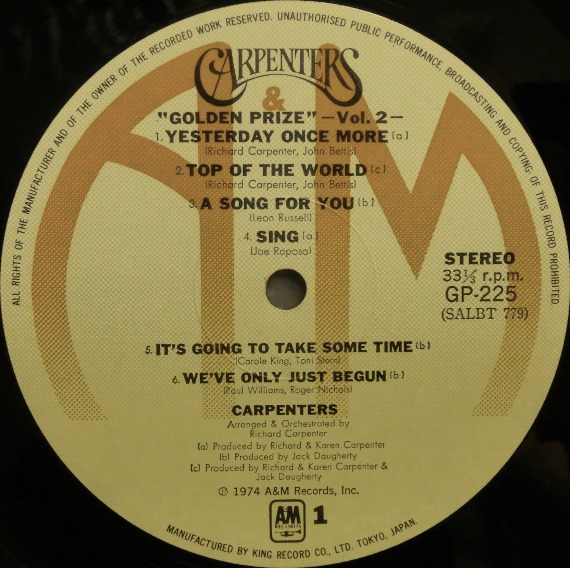 ALL RIGHTS OF THE MANUFACTURER AND OF THE OWNER OF THE RECORDED WORK RESERVED. UNAUTHORISED PUBLIC PERFORMANCE, BROADCASTING AND COPYING OF THIS RECORD PROHIBITED
CARPENTERS
&
"GOLDEN PRIZE" -Vol. 2-
1. YESTERDAY ONCE MORE (a)
(Richard Carpenter, John Bettis)
2. TOP OF THE WORLD (c)
(Richard Carpenter, John Bettis)
3. A SONG FOR YOU (b)
(Leon Russell)
4. SING (a)
(Joe Raposo)
STEREO
33⅓ r.p.m.
GP-225
(SALBT 779)
5. IT'S GOING TO TAKE SOME TIME (b)
(Carole King, Toni Stern)
6. WE'VE ONLY JUST BEGUN (b)
(Paul Williams, Roger Nichols)
CARPENTERS
Arranged & Orchestrated by
Richard Carpenter
(a) Produced by Richard & Karen Carpenter
(b) Produced by Jack Daugherty
(c) Produced by Richard & Karen Carpenter &
Jack Daugherty
℗ 1974 A&M Records, Inc.
A&M
RECORDS
1
MANUFACTURED BY KING RECORD CO., LTD. TOKYO, JAPAN.